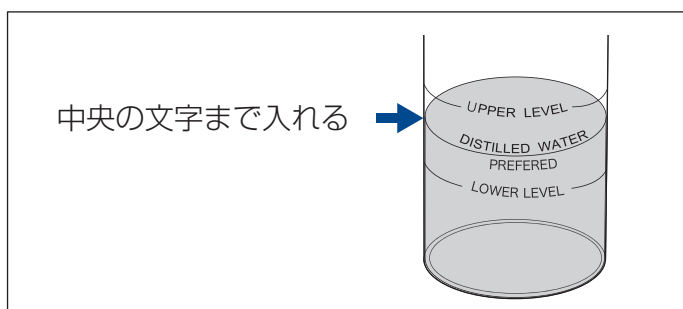 中央の文字まで入れる
UPPER LEVEL
DISTILLED WATER
PREFERED
LOWER LEVEL